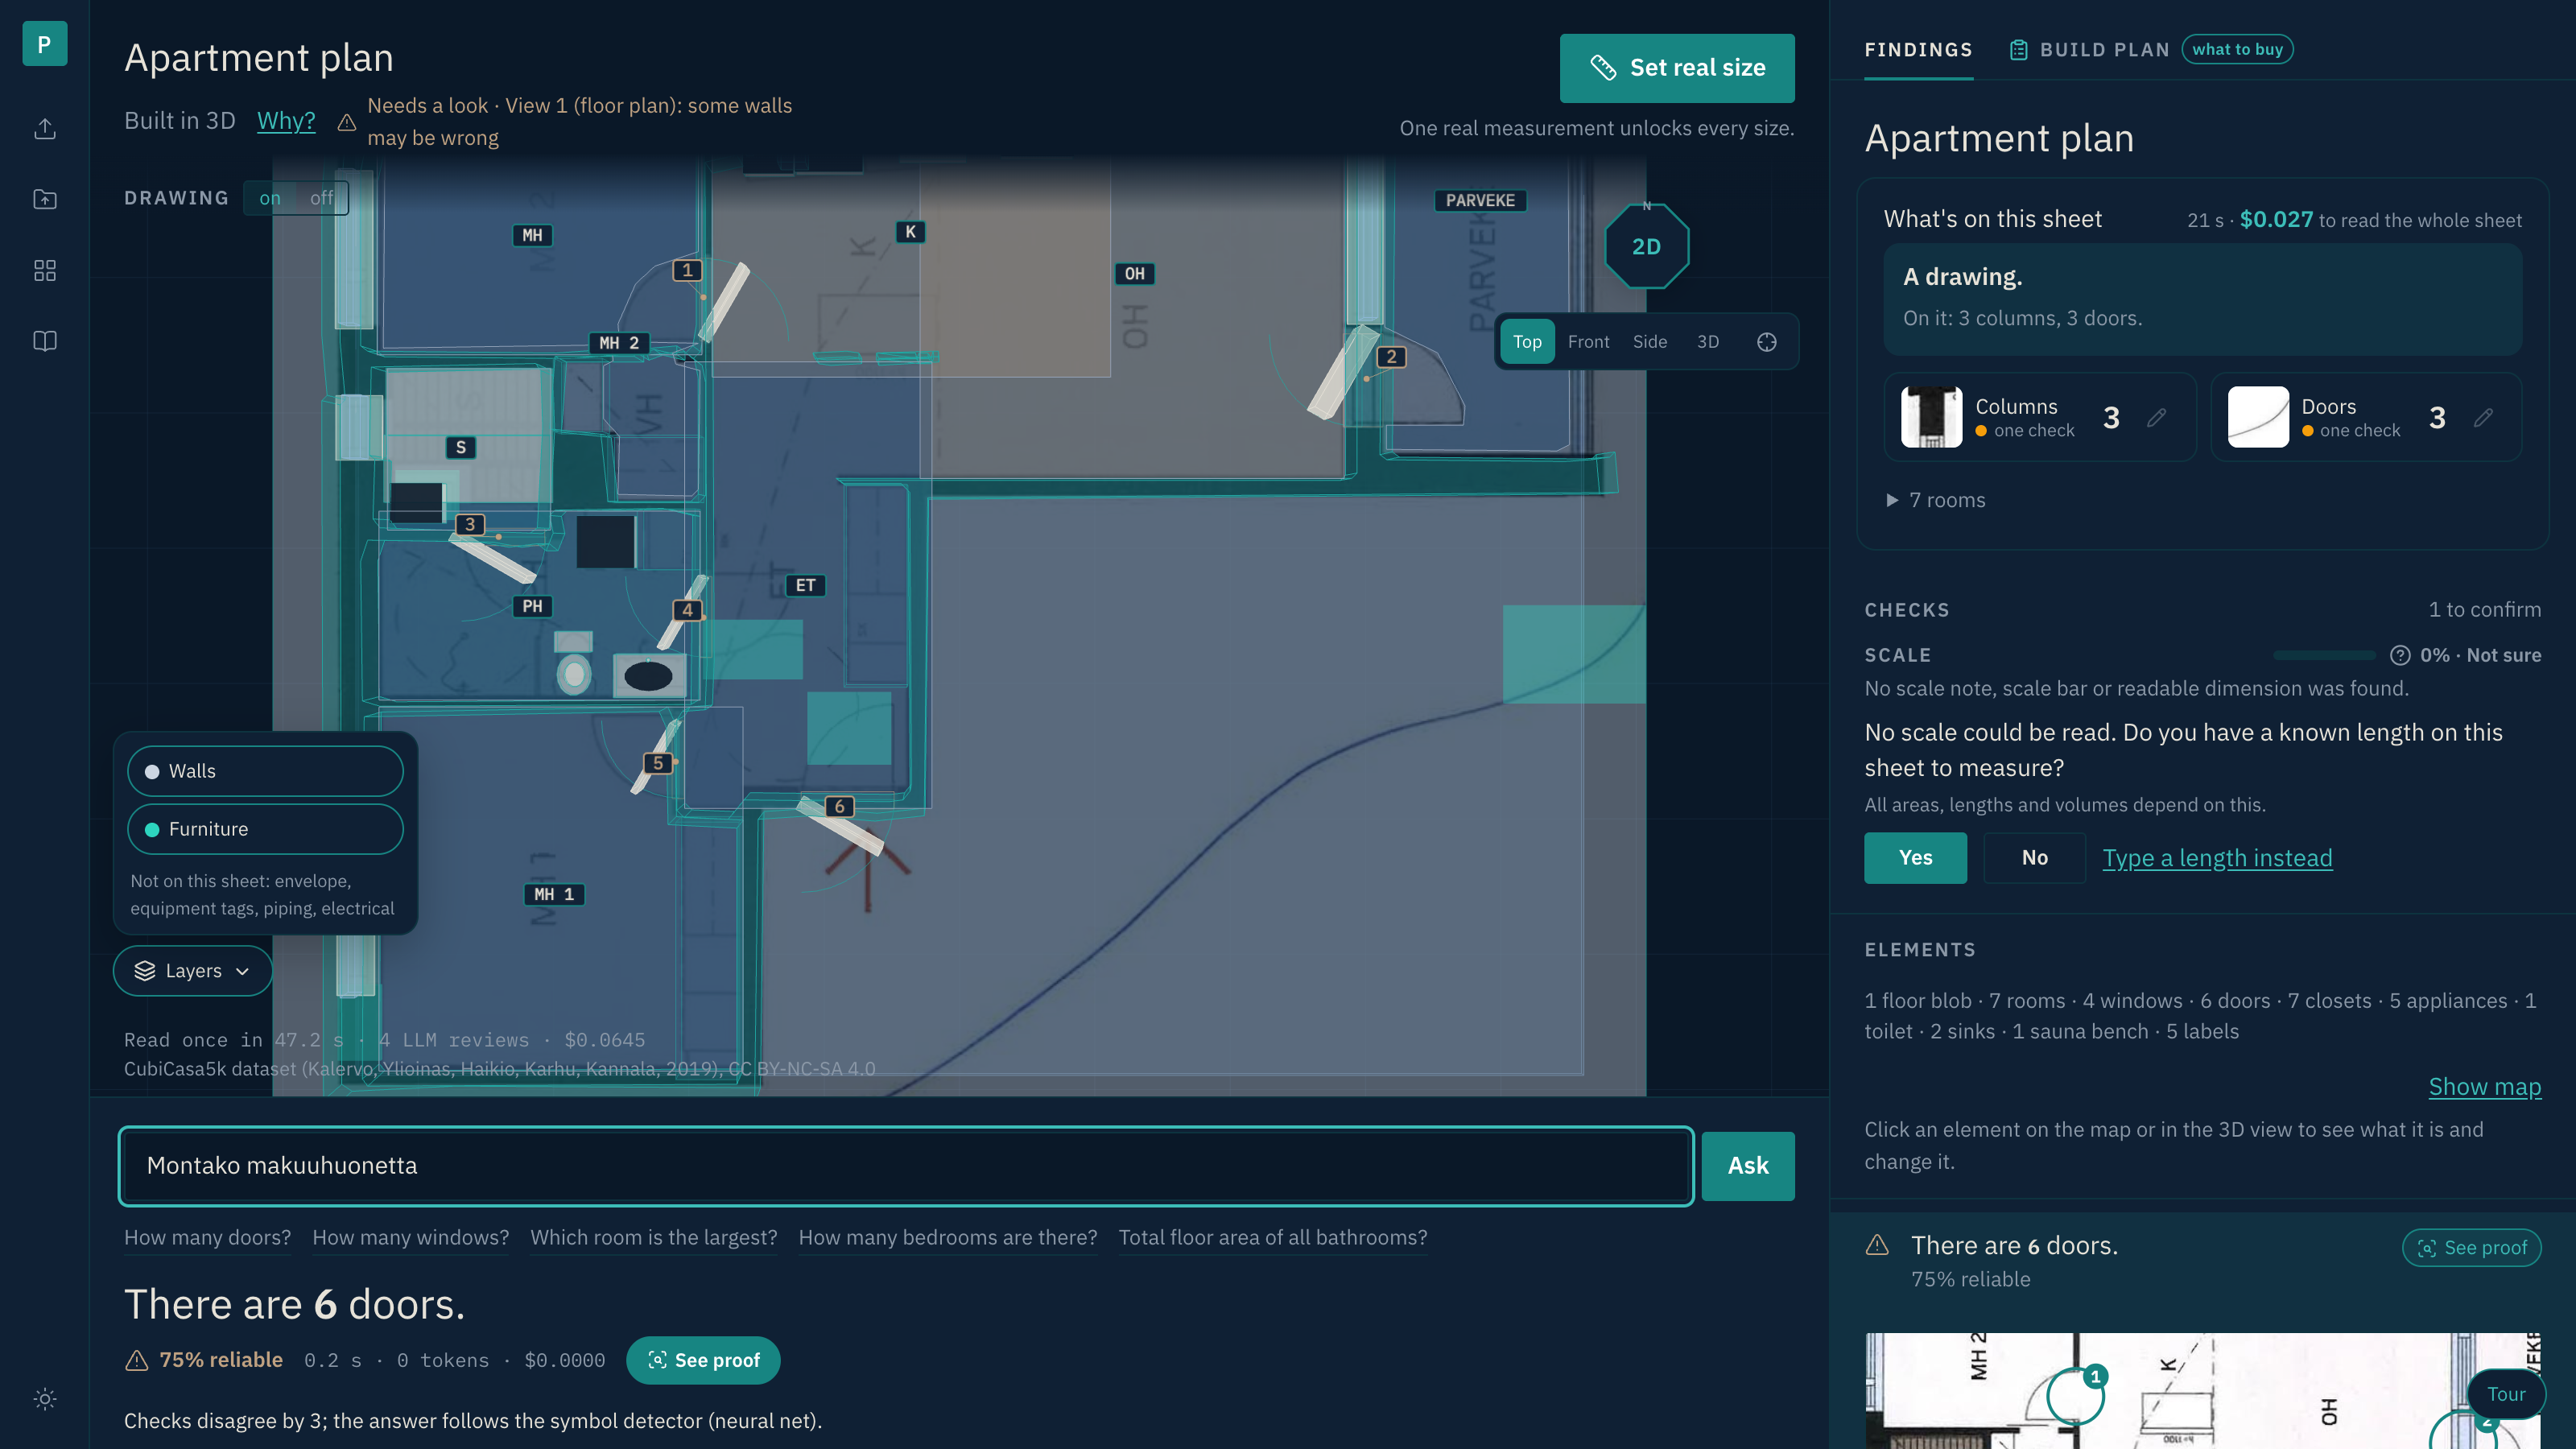 P
Apartment plan
Built in 3D Why? Needs a look · View 1 (floor plan): some walls
may be wrong
Set real size
One real measurement unlocks every size.
DRAWING on off
MH
K
K
OH
OH
PARVEKE
PARVEKE
N
2D
Top Front Side 3D
1
MH 2
2
VH
S
3
PH
4
ET
ET
5
6
MH 1
Walls
Furniture
Not on this sheet: envelope,
equipment tags, piping, electrical
Layers
Read once in 47.2 s · 4 LLM reviews · $0.0645
CubiCasa5k dataset (Kalervo, Ylioinas, Haikio, Karhu, Kannala, 2019), CC BY-NC-SA 4.0
Montako makuuhuonetta
Ask
How many doors? How many windows? Which room is the largest? How many bedrooms are there? Total floor area of all bathrooms?
There are 6 doors.
75% reliable 0.2 s · 0 tokens · $0.0000 See proof
Checks disagree by 3; the answer follows the symbol detector (neural net).
FINDINGS BUILD PLAN what to buy
Apartment plan
What's on this sheet 21 s · $0.027 to read the whole sheet
A drawing.
On it: 3 columns, 3 doors.
Columns 3
one check
Doors 3
one check
7 rooms
CHECKS 1 to confirm
SCALE 0% · Not sure
No scale note, scale bar or readable dimension was found.
No scale could be read. Do you have a known length on this
sheet to measure?
All areas, lengths and volumes depend on this.
Yes No Type a length instead
ELEMENTS
1 floor blob · 7 rooms · 4 windows · 6 doors · 7 closets · 5 appliances · 1
toilet · 2 sinks · 1 sauna bench · 5 labels
Show map
Click an element on the map or in the 3D view to see what it is and
change it.
There are 6 doors. See proof
75% reliable
MH 2
1
K
OH
2
Tour